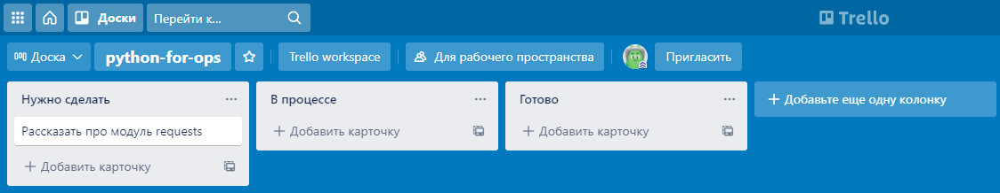 Доски
Перейти к...
Trello
Доска
python-for-ops
Trello workspace
Для рабочего пространства
Пригласить
Нужно сделать
Рассказать про модуль requests
+ Добавить карточку
В процессе
+ Добавить карточку
Готово
+ Добавить карточку
+ Добавьте еще одну колонку